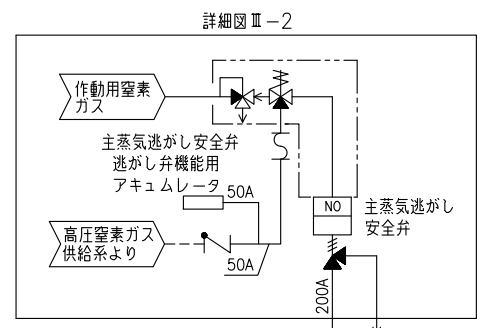 詳細図Ⅲ-2
作動用窒素
ガス
主蒸気逃がし安全弁
逃がし弁機能用
アキュムレータ
50A
NO
主蒸気逃がし
安全弁
高圧窒素ガス
供給系より
50A
200A